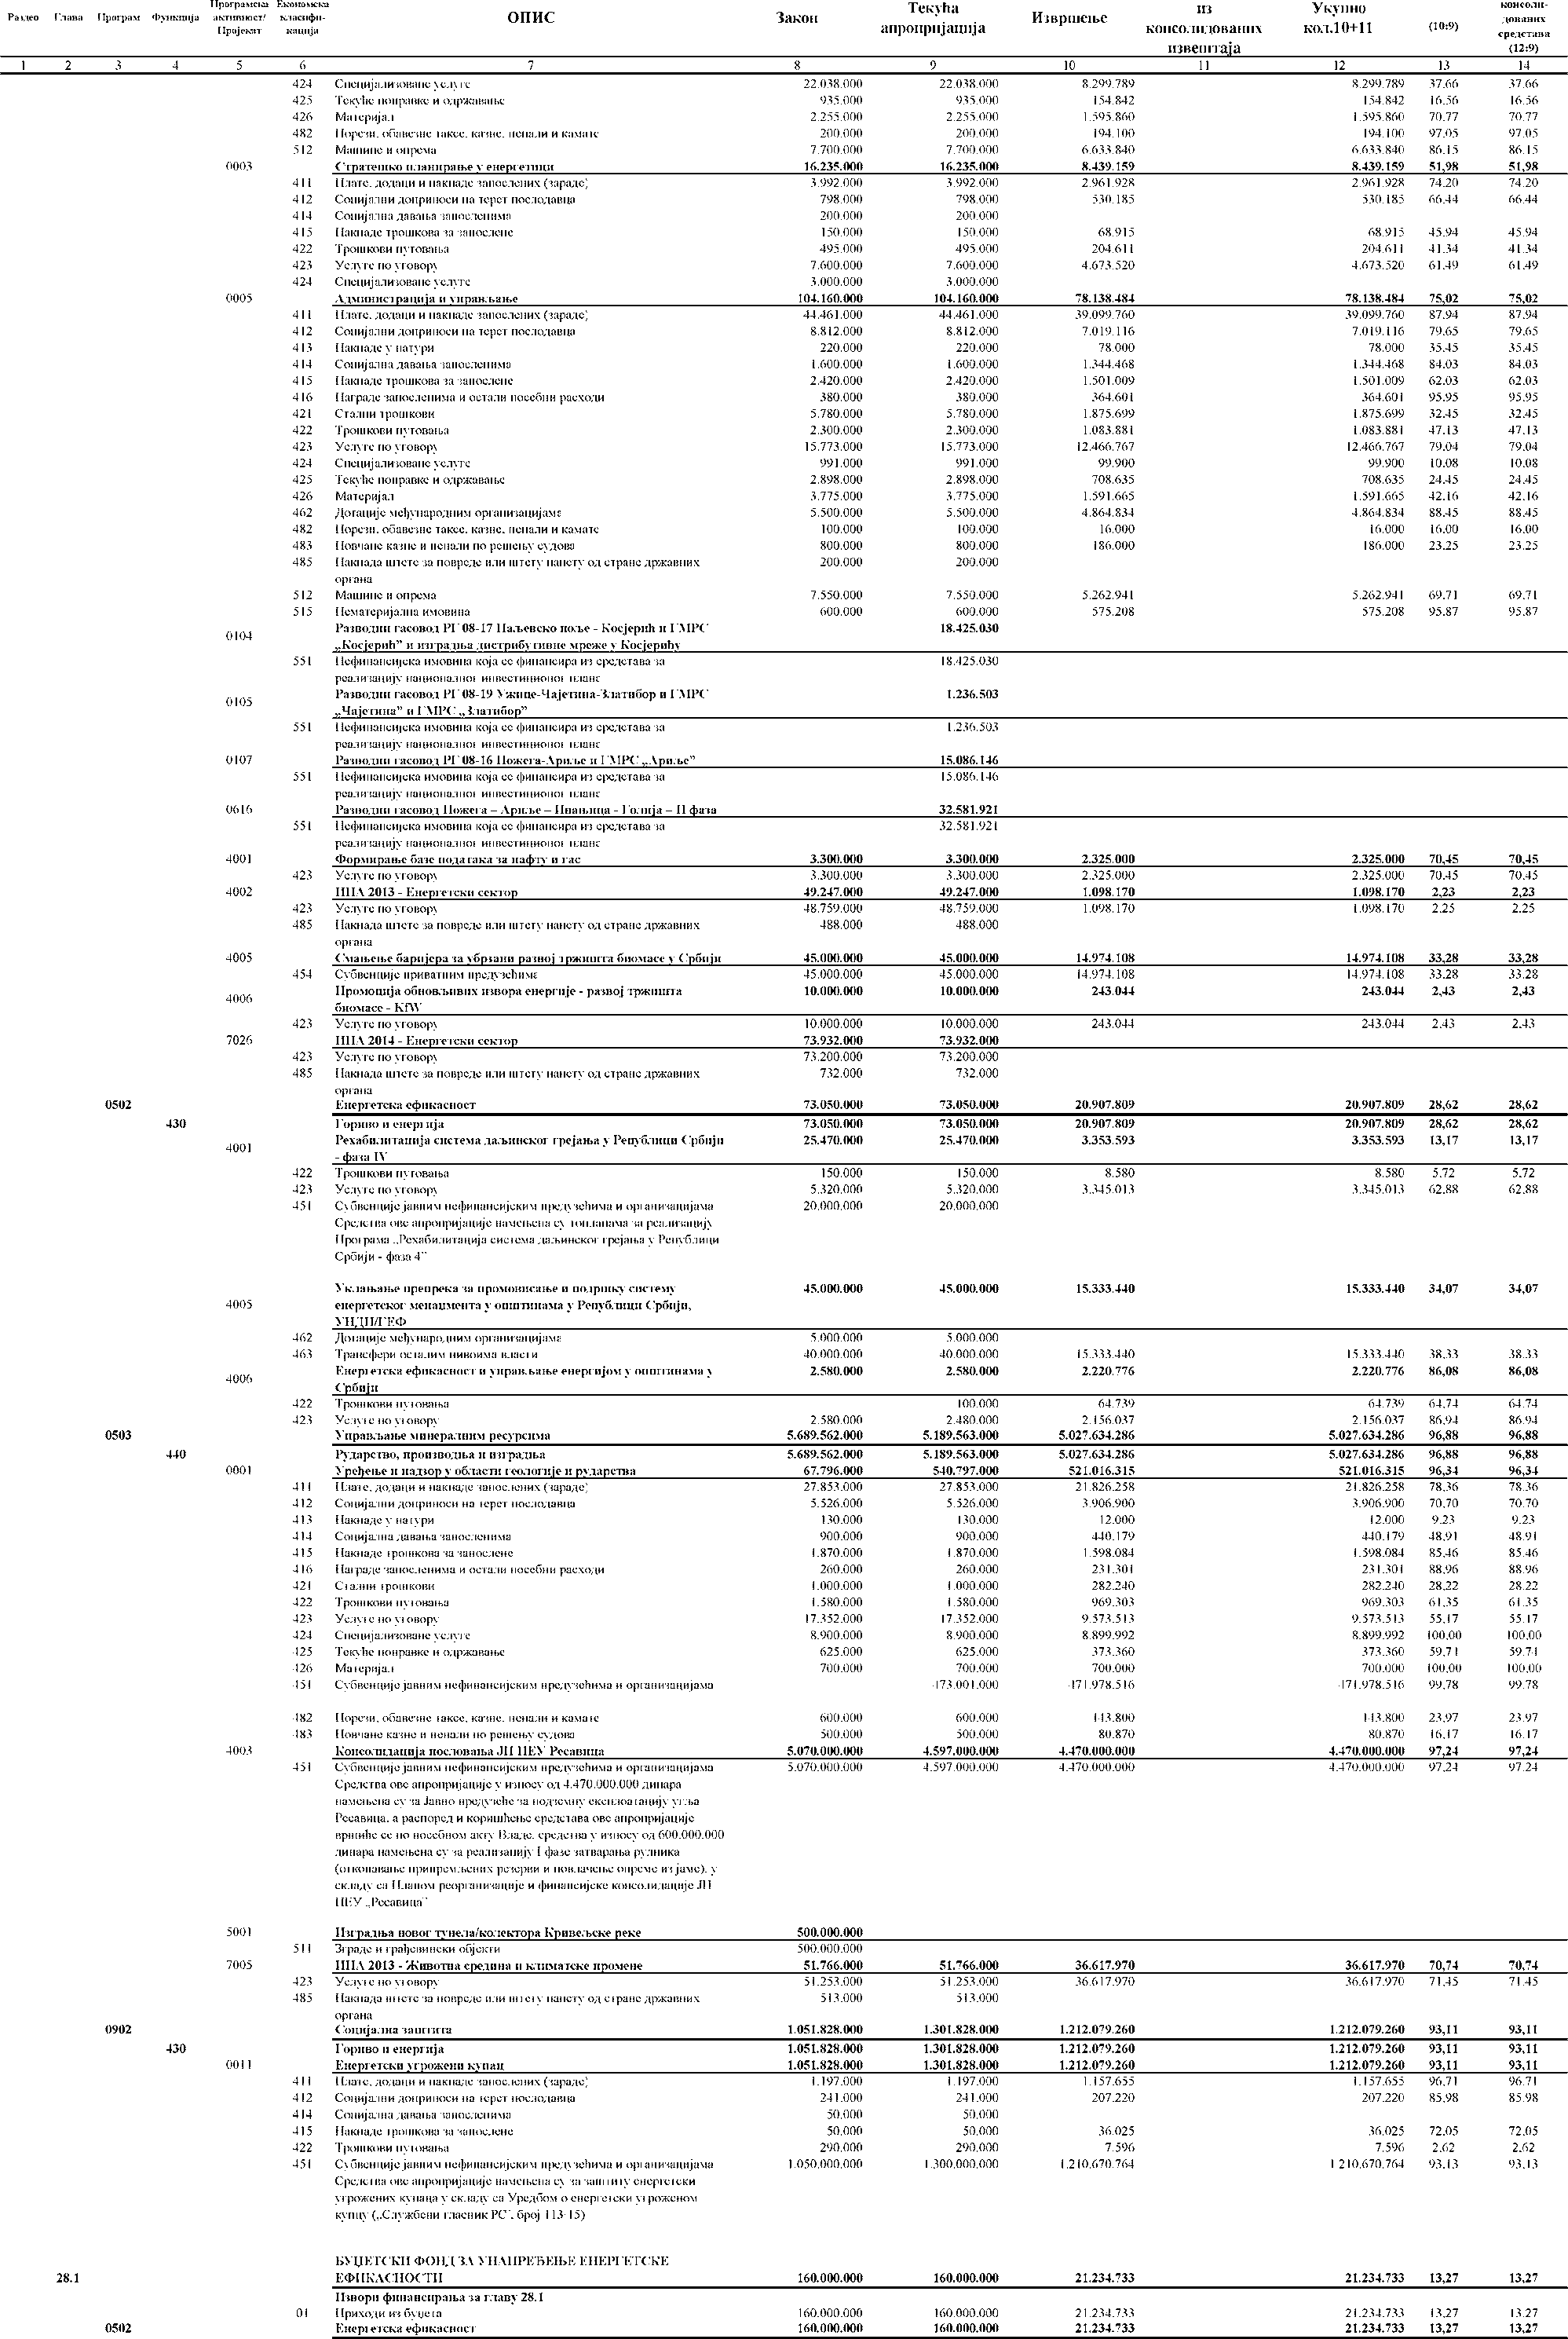 Раздео Глава Програм Функција Програмска активност/ Пројекат Економска класифи-кација ОПИС Закон Текућа апропријација Извршење из консолидованих извештаја Укупно кол.10+11 (10:9) консоли-дованих средстава (12:9)
1 2 3 4 5 6 7 8 9 10 11 12 13 14
424 Специјализоване услуге 22.038.000 22.038.000 8.299.789 8.299.789 37,66 37,66
425 Текуће поправке и одржавање 935.000 935.000 154.842 154.842 16,56 16,56
426 Материјал 2.255.000 2.255.000 1.595.860 1.595.860 70,77 70,77
482 Порези, обавезне таксе, казне, пенали и камате 200.000 200.000 194.100 194.100 97,05 97,05
512 Машине и опрема 7.700.000 7.700.000 6.633.840 6.633.840 86,15 86,15
0003 Стратешко планирање у енергетици 16.235.000 16.235.000 8.439.159 8.439.159 51,98 51,98
411 Плате, додаци и накнаде запослених (зараде) 3.992.000 3.992.000 2.961.928 2.961.928 74,20 74,20
412 Социјални доприноси на терет послодавца 798.000 798.000 530.185 530.185 66,44 66,44
414 Социјална давања запосленима 200.000 200.000
415 Накнаде трошкова за запослене 150.000 150.000 68.915 68.915 45,94 45,94
422 Трошкови путовања 495.000 495.000 204.611 204.611 41,34 41,34
423 Услуге по уговору 7.600.000 7.600.000 4.673.520 4.673.520 61,49 61,49
424 Специјализоване услуге 3.000.000 3.000.000
0005 Администрација и управљање 104.160.000 104.160.000 78.138.484 78.138.484 75,02 75,02
411 Плате, додаци и накнаде запослених (зараде) 44.461.000 44.461.000 39.099.760 39.099.760 87,94 87,94
412 Социјални доприноси на терет послодавца 8.812.000 8.812.000 7.019.116 7.019.116 79,65 79,65
413 Накнаде у натури 220.000 220.000 78.000 78.000 35,45 35,45
414 Социјална давања запосленима 1.600.000 1.600.000 1.344.468 1.344.468 84,03 84,03
415 Накнаде трошкова за запослене 2.420.000 2.420.000 1.501.009 1.501.009 62,03 62,03
416 Награде запосленима и остали посебни расходи 380.000 380.000 364.601 364.601 95,95 95,95
421 Стални трошкови 5.780.000 5.780.000 1.875.699 1.875.699 32,45 32,45
422 Трошкови путовања 2.300.000 2.300.000 1.083.881 1.083.881 47,13 47,13
423 Услуге по уговору 15.773.000 15.773.000 12.466.767 12.466.767 79,04 79,04
424 Специјализоване услуге 991.000 991.000 99.900 99.900 10,08 10,08
425 Текуће поправке и одржавање 2.898.000 2.898.000 708.635 708.635 24,45 24,45
426 Материјал 3.775.000 3.775.000 1.591.665 1.591.665 42,16 42,16
462 Дотације међународним организацијама 5.500.000 5.500.000 4.864.834 4.864.834 88,45 88,45
482 Порези, обавезне таксе, казне, пенали и камате 100.000 100.000 16.000 16.000 16,00 16,00
483 Новчане казне и пенали по решењу судова 800.000 800.000 186.000 186.000 23,25 23,25
485 Накнада штете за повреде или штету нанету од стране државних 200.000 200.000
органа
512 Машине и опрема 7.550.000 7.550.000 5.262.941 5.262.941 69,71 69,71
515 Нематеријална имовина 600.000 600.000 575.208 575.208 95,87 95,87
0104 Разводни гасовод РГ 08-17 Ваљевско поље - Косјерић и ГМРС 18.425.030
„Косјерић" и изградња дистрибутивне мреже у Косјерићу
551 Нефинансијска имовина која се финансира из средстава за 18.425.030
реализацију националног инвестиционог плана
0105 Разводни гасовод РГ 08-19 Ужице-Чајетина-Златибор и ГМРС 1.236.503
„Чајетина" и ГМРС „Златибор"
551 Нефинансијска имовина која се финансира из средстава за 1.236.503
реализацију националног инвестиционог плана
0107 Разводни гасовод РГ 08-16 Пожега-Ариље и ГМРС „Ариље" 15.086.146
551 Нефинансијска имовина која се финансира из средстава за 15.086.146
реализацију националног инвестиционог плана
0616 Разводни гасовод Пожега – Ариље – Ивањица - Голија – II фаза 32.581.921
551 Нефинансијска имовина која се финансира из средстава за 32.581.921
реализацију националног инвестиционог плана
4001 Формирање базе података за нафту и гас 3.300.000 3.300.000 2.325.000 2.325.000 70,45 70,45
423 Услуге по уговору 3.300.000 3.300.000 2.325.000 2.325.000 70,45 70,45
4002 ИПА 2013 - Енергетски сектор 49.247.000 49.247.000 1.098.170 1.098.170 2,23 2,23
423 Услуге по уговору 48.759.000 48.759.000 1.098.170 1.098.170 2,25 2,25
485 Накнада штете за повреде или штету нанету од стране државних 488.000 488.000
органа
4005 Смањење баријера за убрзани развој тржишта биомасе у Србији 45.000.000 45.000.000 14.974.108 14.974.108 33,28 33,28
454 Субвенције приватним предузећима 45.000.000 45.000.000 14.974.108 14.974.108 33,28 33,28
4006 Промоција обновљивих извора енергије - развој тржишта 10.000.000 10.000.000 243.044 243.044 2,43 2,43
биомасе - KfW
423 Услуге по уговору 10.000.000 10.000.000 243.044 243.044 2,43 2,43
7026 ИПА 2014 - Енергетски сектор 73.932.000 73.932.000
423 Услуге по уговору 73.200.000 73.200.000
485 Накнада штете за повреде или штету нанету од стране државних 732.000 732.000
органа
0502 Енергетска ефикасност 73.050.000 73.050.000 20.907.809 20.907.809 28,62 28,62
430 Гориво и енергија 73.050.000 73.050.000 20.907.809 20.907.809 28,62 28,62
4001 Рехабилитација система даљинског грејања у Републици Србији 25.470.000 25.470.000 3.353.593 3.353.593 13,17 13,17
- фаза IV
422 Трошкови путовања 150.000 150.000 8.580 8.580 5,72 5,72
423 Услуге по уговору 5.320.000 5.320.000 3.345.013 3.345.013 62,88 62,88
451 Субвенције јавним нефинансијским предузећима и организацијама 20.000.000 20.000.000
Средства ове апропријације намењена су топланама за реализацију
Програма „Рехабилитација система даљинског грејања у Републици
Србији - фаза 4"
Уклањање препрека за промовисање и подршку систему 45.000.000 45.000.000 15.333.440 15.333.440 34,07 34,07
4005 енергетског менаџмента у општинама у Републици Србији,
УНДП/ГЕФ
462 Дотације међународним организацијама 5.000.000 5.000.000
463 Трансфери осталим нивоима власти 40.000.000 40.000.000 15.333.440 15.333.440 38,33 38,33
4006 Енергетска ефикасност и управљање енергијом у општинама у 2.580.000 2.580.000 2.220.776 2.220.776 86,08 86,08
Србији
422 Трошкови путовања 100.000 64.739 64.739 64,74 64,74
423 Услуге по уговору 2.580.000 2.480.000 2.156.037 2.156.037 86,94 86,94
0503 Управљање минералним ресурсима 5.689.562.000 5.189.563.000 5.027.634.286 5.027.634.286 96,88 96,88
440 Рударство, производња и изградња 5.689.562.000 5.189.563.000 5.027.634.286 5.027.634.286 96,88 96,88
0001 Уређење и надзор у области геологије и рударства 67.796.000 540.797.000 521.016.315 521.016.315 96,34 96,34
411 Плате, додаци и накнаде запослених (зараде) 27.853.000 27.853.000 21.826.258 21.826.258 78,36 78,36
412 Социјални доприноси на терет послодавца 5.526.000 5.526.000 3.906.900 3.906.900 70,70 70,70
413 Накнаде у натури 130.000 130.000 12.000 12.000 9,23 9,23
414 Социјална давања запосленима 900.000 900.000 440.179 440.179 48,91 48,91
415 Накнаде трошкова за запослене 1.870.000 1.870.000 1.598.084 1.598.084 85,46 85,46
416 Награде запосленима и остали посебни расходи 260.000 260.000 231.301 231.301 88,96 88,96
421 Стални трошкови 1.000.000 1.000.000 282.240 282.240 28,22 28,22
422 Трошкови путовања 1.580.000 1.580.000 969.303 969.303 61,35 61,35
423 Услуге по уговору 17.352.000 17.352.000 9.573.513 9.573.513 55,17 55,17
424 Специјализоване услуге 8.900.000 8.900.000 8.899.992 8.899.992 100,00 100,00
425 Текуће поправке и одржавање 625.000 625.000 373.360 373.360 59,74 59,74
426 Материјал 700.000 700.000 700.000 700.000 100,00 100,00
451 Субвенције јавним нефинансијским предузећима и организацијама 473.001.000 471.978.516 471.978.516 99,78 99,78
482 Порези, обавезне таксе, казне, пенали и камате 600.000 600.000 143.800 143.800 23,97 23,97
483 Новчане казне и пенали по решењу судова 500.000 500.000 80.870 80.870 16,17 16,17
4003 Консолидација пословања ЈП ПЕУ Ресавица 5.070.000.000 4.597.000.000 4.470.000.000 4.470.000.000 97,24 97,24
451 Субвенције јавним нефинансијским предузећима и организацијама 5.070.000.000 4.597.000.000 4.470.000.000 4.470.000.000 97,24 97,24
Средства ове апропријације у износу од 4.470.000.000 динара
намењена су за Јавно предузеће за подземну експлоатацију угља
Ресавица, а распоред и коришћење средстава ове апропријације
вршиће се по посебном акту Владе, средства у износу од 600.000.000
динара намењена су за реализацију I фазе затварања рудника
(откопавање припремљених резерви и повлачење опреме из јаме), у
складу са Планом реорганизације и финансијске консолидације ЈП
ПЕУ „Ресавица"
5001 Изградња новог тунела/колектора Кривељске реке 500.000.000
511 Зграде и грађевински објекти 500.000.000
7005 ИПА 2013 - Животна средина и климатске промене 51.766.000 51.766.000 36.617.970 36.617.970 70,74 70,74
423 Услуге по уговору 51.253.000 51.253.000 36.617.970 36.617.970 71,45 71,45
485 Накнада штете за повреде или штету нанету од стране државних 513.000 513.000
органа
0902 Социјална заштита 1.051.828.000 1.301.828.000 1.212.079.260 1.212.079.260 93,11 93,11
430 Гориво и енергија 1.051.828.000 1.301.828.000 1.212.079.260 1.212.079.260 93,11 93,11
0011 Енергетски угрожени купац 1.051.828.000 1.301.828.000 1.212.079.260 1.212.079.260 93,11 93,11
411 Плате, додаци и накнаде запослених (зараде) 1.197.000 1.197.000 1.157.655 1.157.655 96,71 96,71
412 Социјални доприноси на терет послодавца 241.000 241.000 207.220 207.220 85,98 85,98
414 Социјална давања запосленима 50.000 50.000
415 Накнаде трошкова за запослене 50.000 50.000 36.025 36.025 72,05 72,05
422 Трошкови путовања 290.000 290.000 7.596 7.596 2,62 2,62
451 Субвенције јавним нефинансијским предузећима и организацијама 1.050.000.000 1.300.000.000 1.210.670.764 1.210.670.764 93,13 93,13
Средства ове апропријације намењена су за заштиту енергетски
угрожених купаца у складу са Уредбом о енергетски угроженом
купцу („Службени гласник РС", број 113/15)
БУЏЕТСКИ ФОНД ЗА УНАПРЕЂЕЊЕ ЕНЕРГЕТСКЕ
28.1 ЕФИКАСНОСТИ 160.000.000 160.000.000 21.234.733 21.234.733 13,27 13,27
Извори финансирања за главу 28.1
01 Приходи из буџета 160.000.000 160.000.000 21.234.733 21.234.733 13,27 13,27
0502 Енергетска ефикасност 160.000.000 160.000.000 21.234.733 21.234.733 13,27 13,27